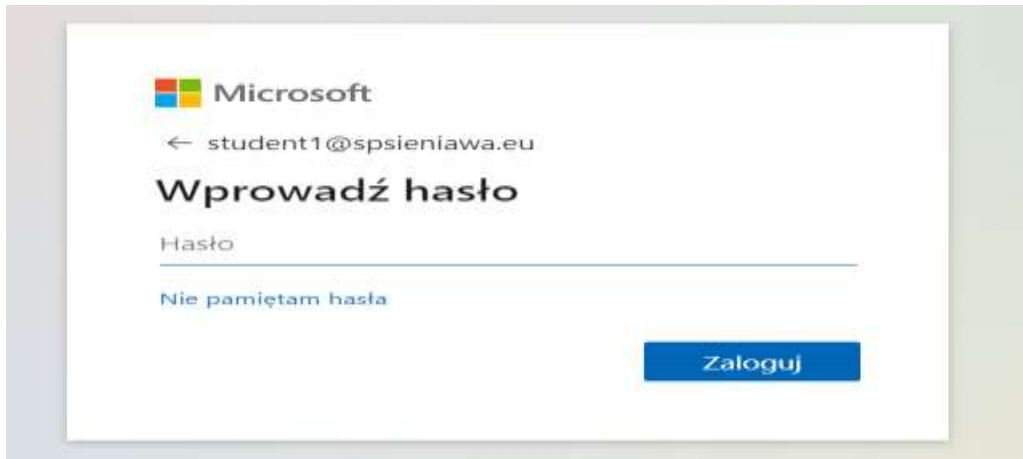 Microsoft
← student1@spsieniawa.eu
Wprowadź hasło
Hasło
Nie pamiętam hasła
Zaloguj